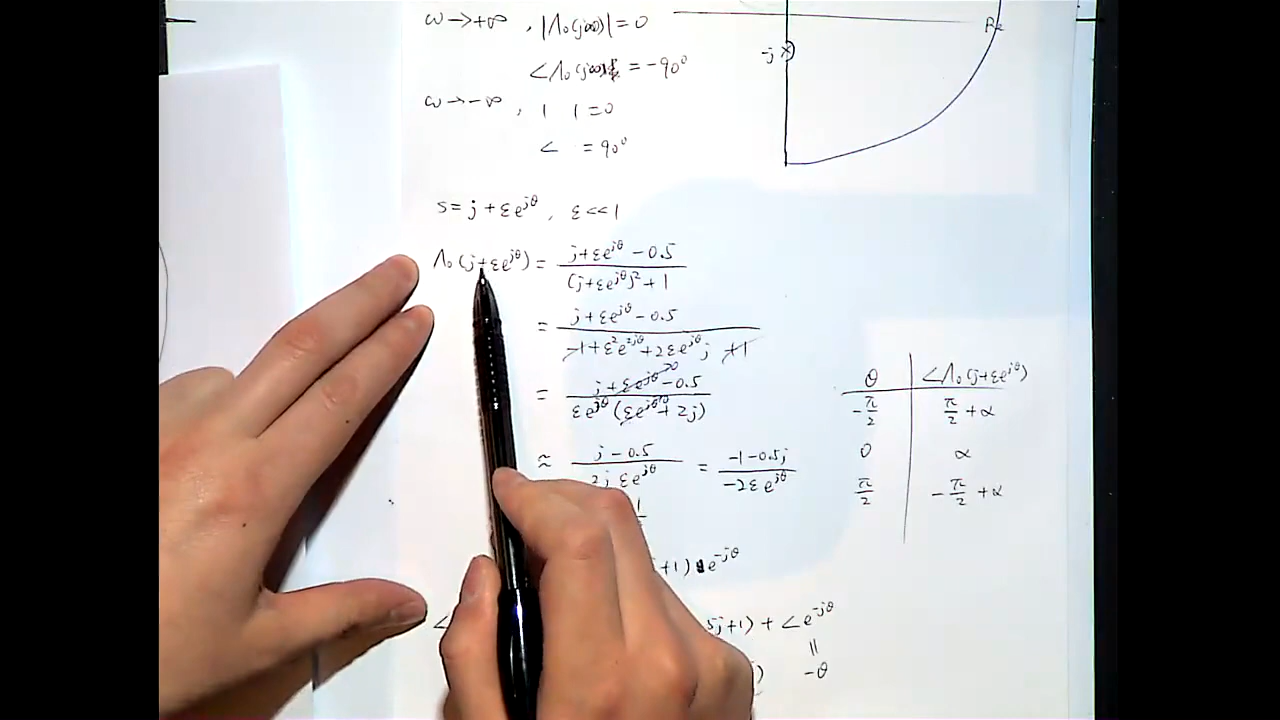 ω→+∞ , |Λ₀(j∞)| = 0
∠Λ₀(j∞) = -90°
ω→-∞ , | | = 0
∠ = 90°
Re
-j
s = j + εe^{jθ} , ε << 1
Λ₀(j+εe^{jθ}) = (j+εe^{jθ} - 0.5) / ((j+εe^{jθ})² + 1)
= (j+εe^{jθ} - 0.5) / (-1+ε²e^{2jθ}+2εe^{jθ}j +1)
= (j+εe^{jθ}→0 - 0.5) / (εe^{jθ}(εe^{jθ}→0 + 2j))
≈ (j-0.5) / (2j εe^{jθ}) = (-1-0.5j) / (-2εe^{jθ})
1
+1) e^{-jθ}
∠ 5j+1) + ∠e^{-jθ}
=
) -θ
θ | ∠Λ₀(j+εe^{jθ})
-π/2 | π/2 + α
0 | α
π/2 | -π/2 + α